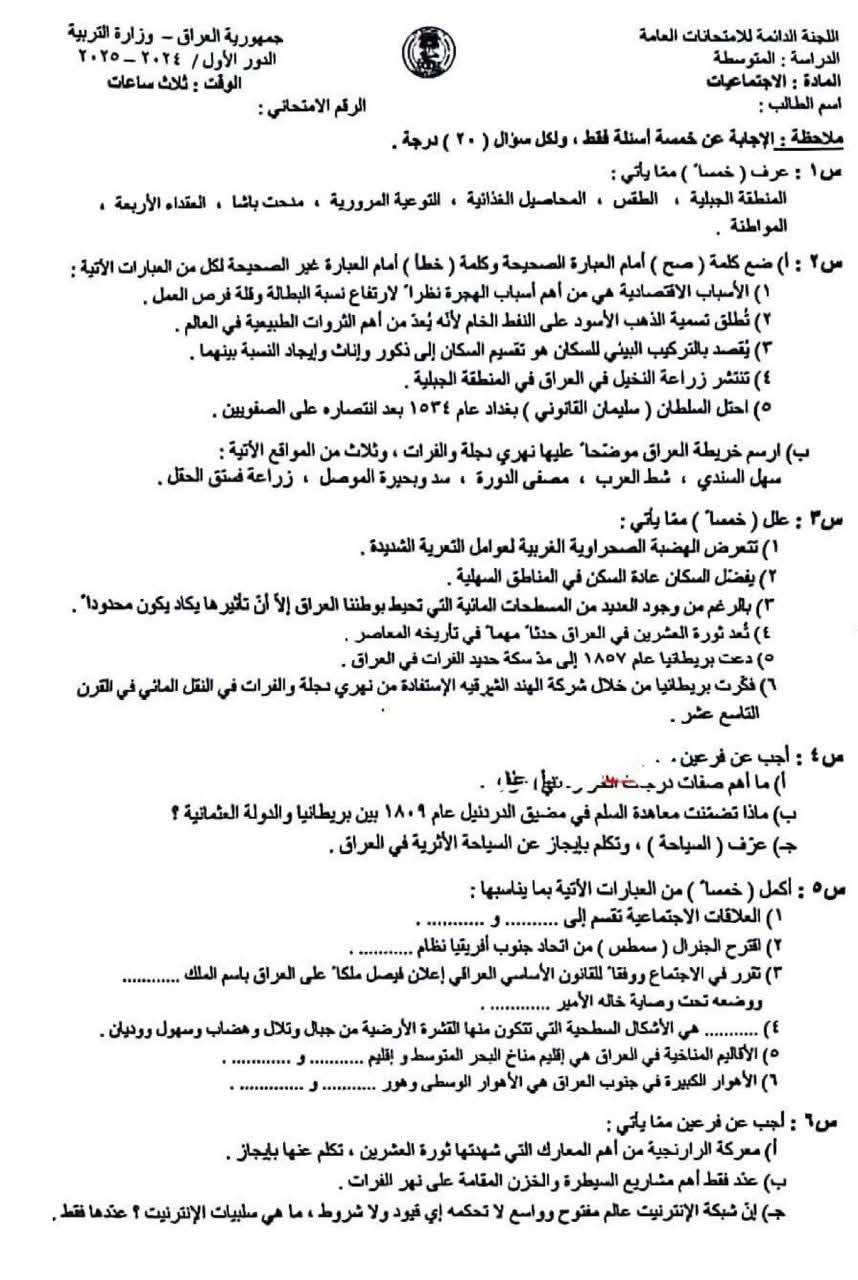 اللجنة الدائمة للامتحانات العامة
الدراسة : المتوسطة
المادة : الاجتماعيات
اسم الطالب :
جمهورية العراق – وزارة التربية
الدور الأول / ٢٠٢٤ – ٢٠٢٥
الوقت : ثلاث ساعات
الرقم الامتحاني :
ملاحظة : الإجابة عن خمسة أسئلة فقط ، ولكل سؤال ( ٢٠ ) درجة .
س١ : عرف ( خمساً ) ممّا يأتي :
المنطقة الجبلية ، الطقس ، المحاصيل الغذائية ، التوعية المرورية ، مدحت باشا ، العقداء الأربعة ،
المواطنة .
س٢ : أ) ضع كلمة ( صح ) أمام العبارة الصحيحة وكلمة ( خطأ ) أمام العبارة غير الصحيحة لكل من العبارات الآتية :
١) الأسباب الاقتصادية هي من أهم أسباب الهجرة نظراً لارتفاع نسبة البطالة وقلة فرص العمل .
٢) تُطلق تسمية الذهب الأسود على النفط الخام لأنّه يُعدّ من أهم الثروات الطبيعية في العالم .
٣) يُقصد بالتركيب البيئي للسكان هو تقسيم السكان إلى ذكور وإناث وإيجاد النسبة بينهما .
٤) تنتشر زراعة النخيل في العراق في المنطقة الجبلية .
٥) احتل السلطان ( سليمان القانوني ) بغداد عام ١٥٣٤ بعد انتصاره على الصفويين .
ب) ارسم خريطة العراق موضّحاً عليها نهري دجلة والفرات ، وثلاث من المواقع الآتية :
سهل السندي ، شط العرب ، مصفى الدورة ، سد وبحيرة الموصل ، زراعة فستق الحقل .
س٣ : علل ( خمساً ) ممّا يأتي :
١) تتعرض الهضبة الصحراوية الغربية لعوامل التعرية الشديدة .
٢) يفضّل السكان عادة السكن في المناطق السهلية .
٣) بالرغم من وجود العديد من المسطحات المائية التي تحيط بوطننا العراق إلاّ أنّ تأثيرها يكاد يكون محدوداً .
٤) تُعد ثورة العشرين في العراق حدثاً مهماً في تأريخه المعاصر .
٥) دعت بريطانيا عام ١٨٥٧ إلى مدّ سكة حديد الفرات في العراق .
٦) فكّرت بريطانيا من خلال شركة الهند الشرقيه الإستفادة من نهري دجلة والفرات في النقل المائي في القرن
التاسع عشر .
س٤ : أجب عن فرعين
أ) ما أهم صفات
ب) ماذا تضمّنت معاهدة السلم في مضيق الدردنيل عام ١٨٠٩ بين بريطانيا والدولة العثمانية ؟
جـ) عرّف ( السياحة ) ، وتكلم بإيجاز عن السياحة الأثرية في العراق .
س٥ : أكمل ( خمساً ) من العبارات الآتية بما يناسبها :
١) العلاقات الاجتماعية تقسم إلى .......... و ........... .
٢) اقترح الجنرال ( سمطس ) من اتحاد جنوب أفريقيا نظام ........... .
٣) تقرر في الاجتماع ووفقاً للقانون الأساسي العراقي إعلان فيصل ملكاً على العراق باسم الملك ............
ووضعه تحت وصاية خاله الأمير ............ .
٤) .......... هي الأشكال السطحية التي تتكون منها القشرة الأرضية من جبال وتلال وهضاب وسهول ووديان .
٥) الأقاليم المناخية في العراق هي إقليم مناخ البحر المتوسط و إقليم ........... و ............ .
٦) الأهوار الكبيرة في جنوب العراق هي الأهوار الوسطى وهور ........... و ............. .
س٦ : أجب عن فرعين ممّا يأتي :
أ) معركة الرارنجية من أهم المعارك التي شهدتها ثورة العشرين ، تكلم عنها بإيجاز .
ب) عدّد فقط أهم مشاريع السيطرة والخزن المقامة على نهر الفرات .
جـ) إنّ شبكة الإنترنيت عالم مفتوح وواسع لا تحكمه إي قيود ولا شروط ، ما هي سلبيات الإنترنيت ؟ عدّدها فقط .